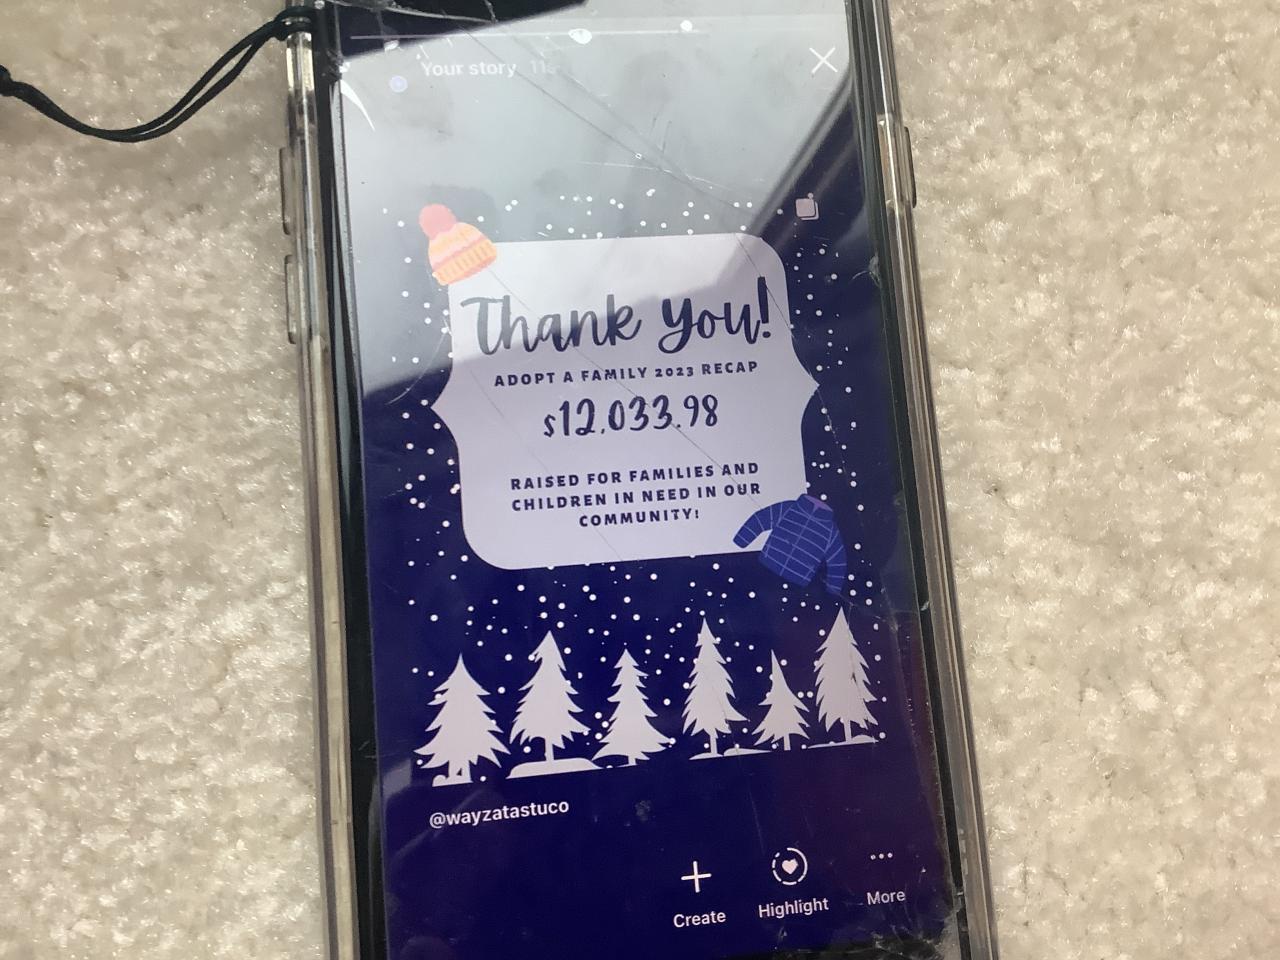 Your story
Thank You!
ADOPT A FAMILY 2023 RECAP
$12,033.98
RAISED FOR FAMILIES AND
CHILDREN IN NEED IN OUR
COMMUNITY!
@wayzatastuco
Create
Highlight
More